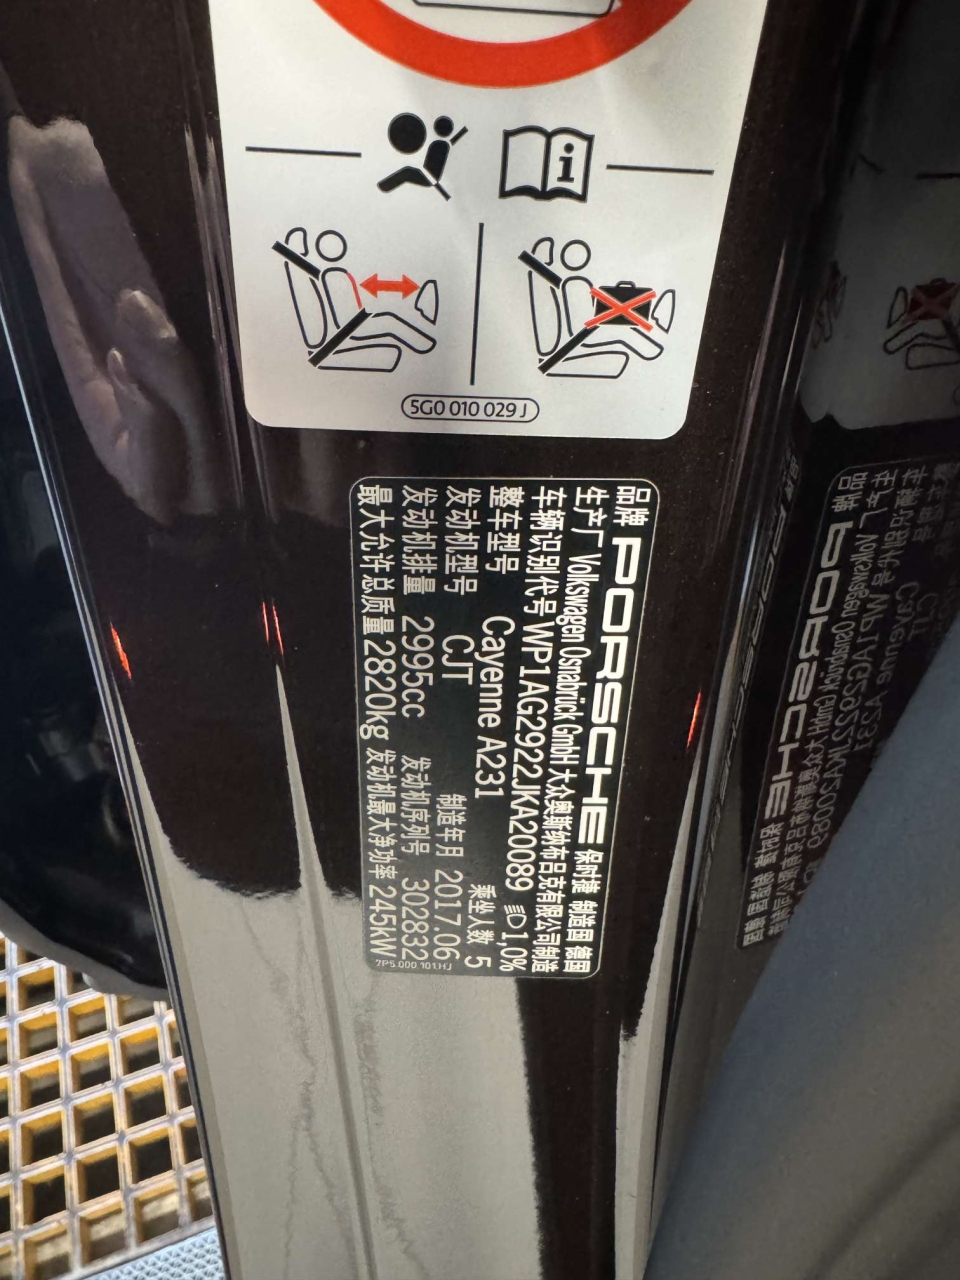 5G0 010 029 J
品牌 PORSCHE 保时捷 制造国 德国
生产厂 Volkswagen Osnabrück GmbH 大众奥斯纳布吕克有限公司制造
车辆识别代号 WP1AG2922JKA20089 1,0%
整车型号 Cayenne A231 乘坐人数 5
发动机型号 CJT 制造年月 2017.06
发动机排量 2995cc 发动机序列号 302832
最大允许总质量 2820kg 发动机最大净功率 245kW
7P5.000.101.HJ